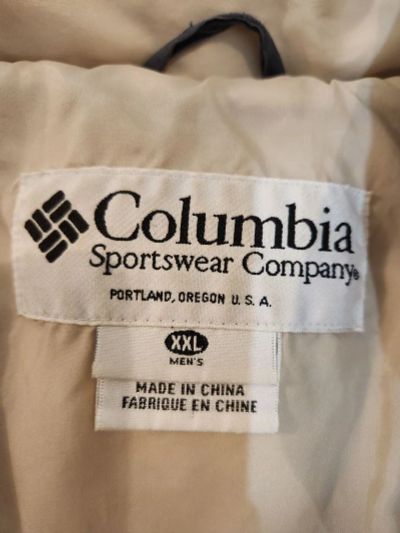 Columbia
Sportswear Company®
PORTLAND, OREGON U.S.A.
XXL
MEN'S
MADE IN CHINA
FABRIQUE EN CHINE